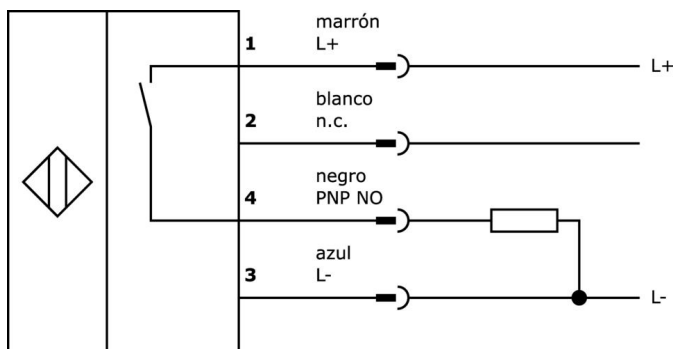 marrón
1 L+
L+
blanco
2 n.c.
negro
4 PNP NO
azul
3 L-
L-